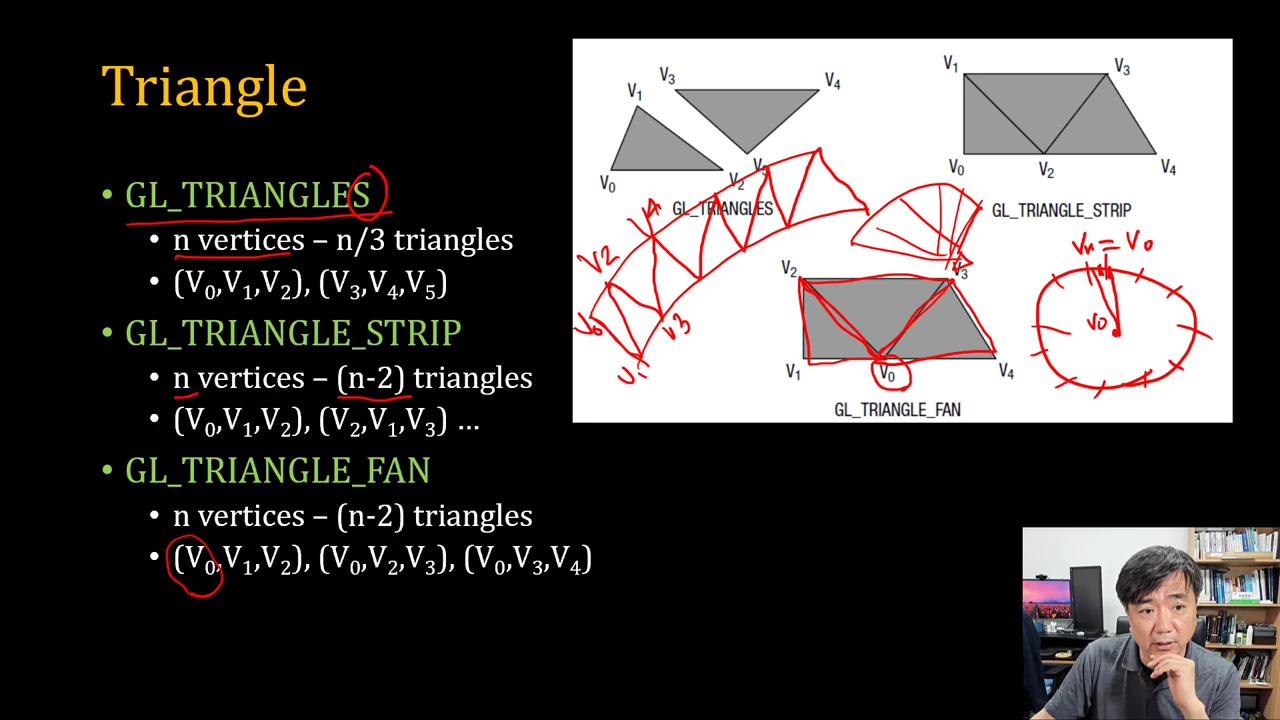 Triangle
• GL_TRIANGLES
• n vertices – n/3 triangles
• (V0,V1,V2), (V3,V4,V5)
• GL_TRIANGLE_STRIP
• n vertices – (n-2) triangles
• (V0,V1,V2), (V2,V1,V3) ...
• GL_TRIANGLE_FAN
• n vertices – (n-2) triangles
• (V0,V1,V2), (V0,V2,V3), (V0,V3,V4)
V1
V3
V4
V0
V2
V5
GL_TRIANGLES
V1
V3
V0
V2
V4
GL_TRIANGLE_STRIP
V2
V3
V1
V0
V4
GL_TRIANGLE_FAN
V4
V2
V0
V3
V1
Vn = V0
V0